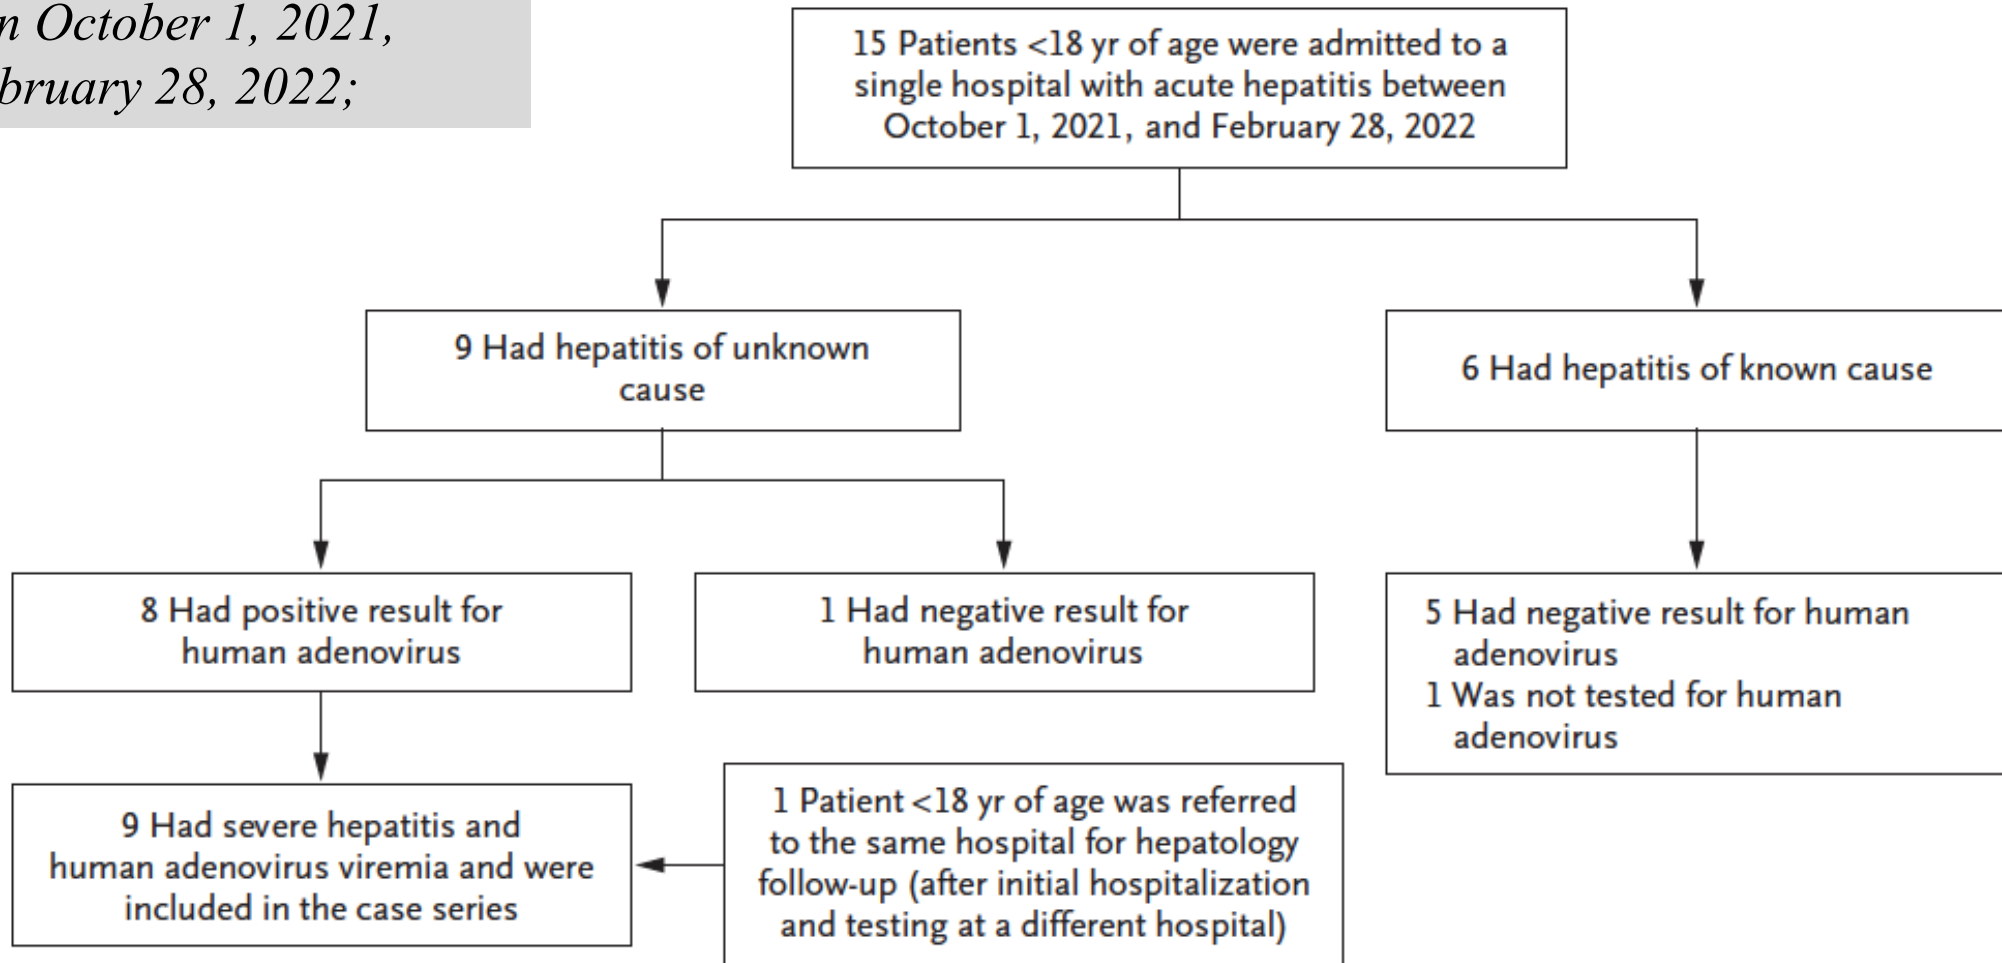 October 1, 2021,
28, 2022;
15 Patients <18 yr of age were admitted to a
single hospital with acute hepatitis between
October 1, 2021, and February 28, 2022
9 Had hepatitis of unknown
cause
6 Had hepatitis of known cause
8 Had positive result for
human adenovirus
1 Had negative result for
human adenovirus
5 Had negative result for human
adenovirus
1 Was not tested for human
adenovirus
9 Had severe hepatitis and
human adenovirus viremia and were
included in the case series
1 Patient <18 yr of age was referred
to the same hospital for hepatology
follow-up (after initial hospitalization
and testing at a different hospital)